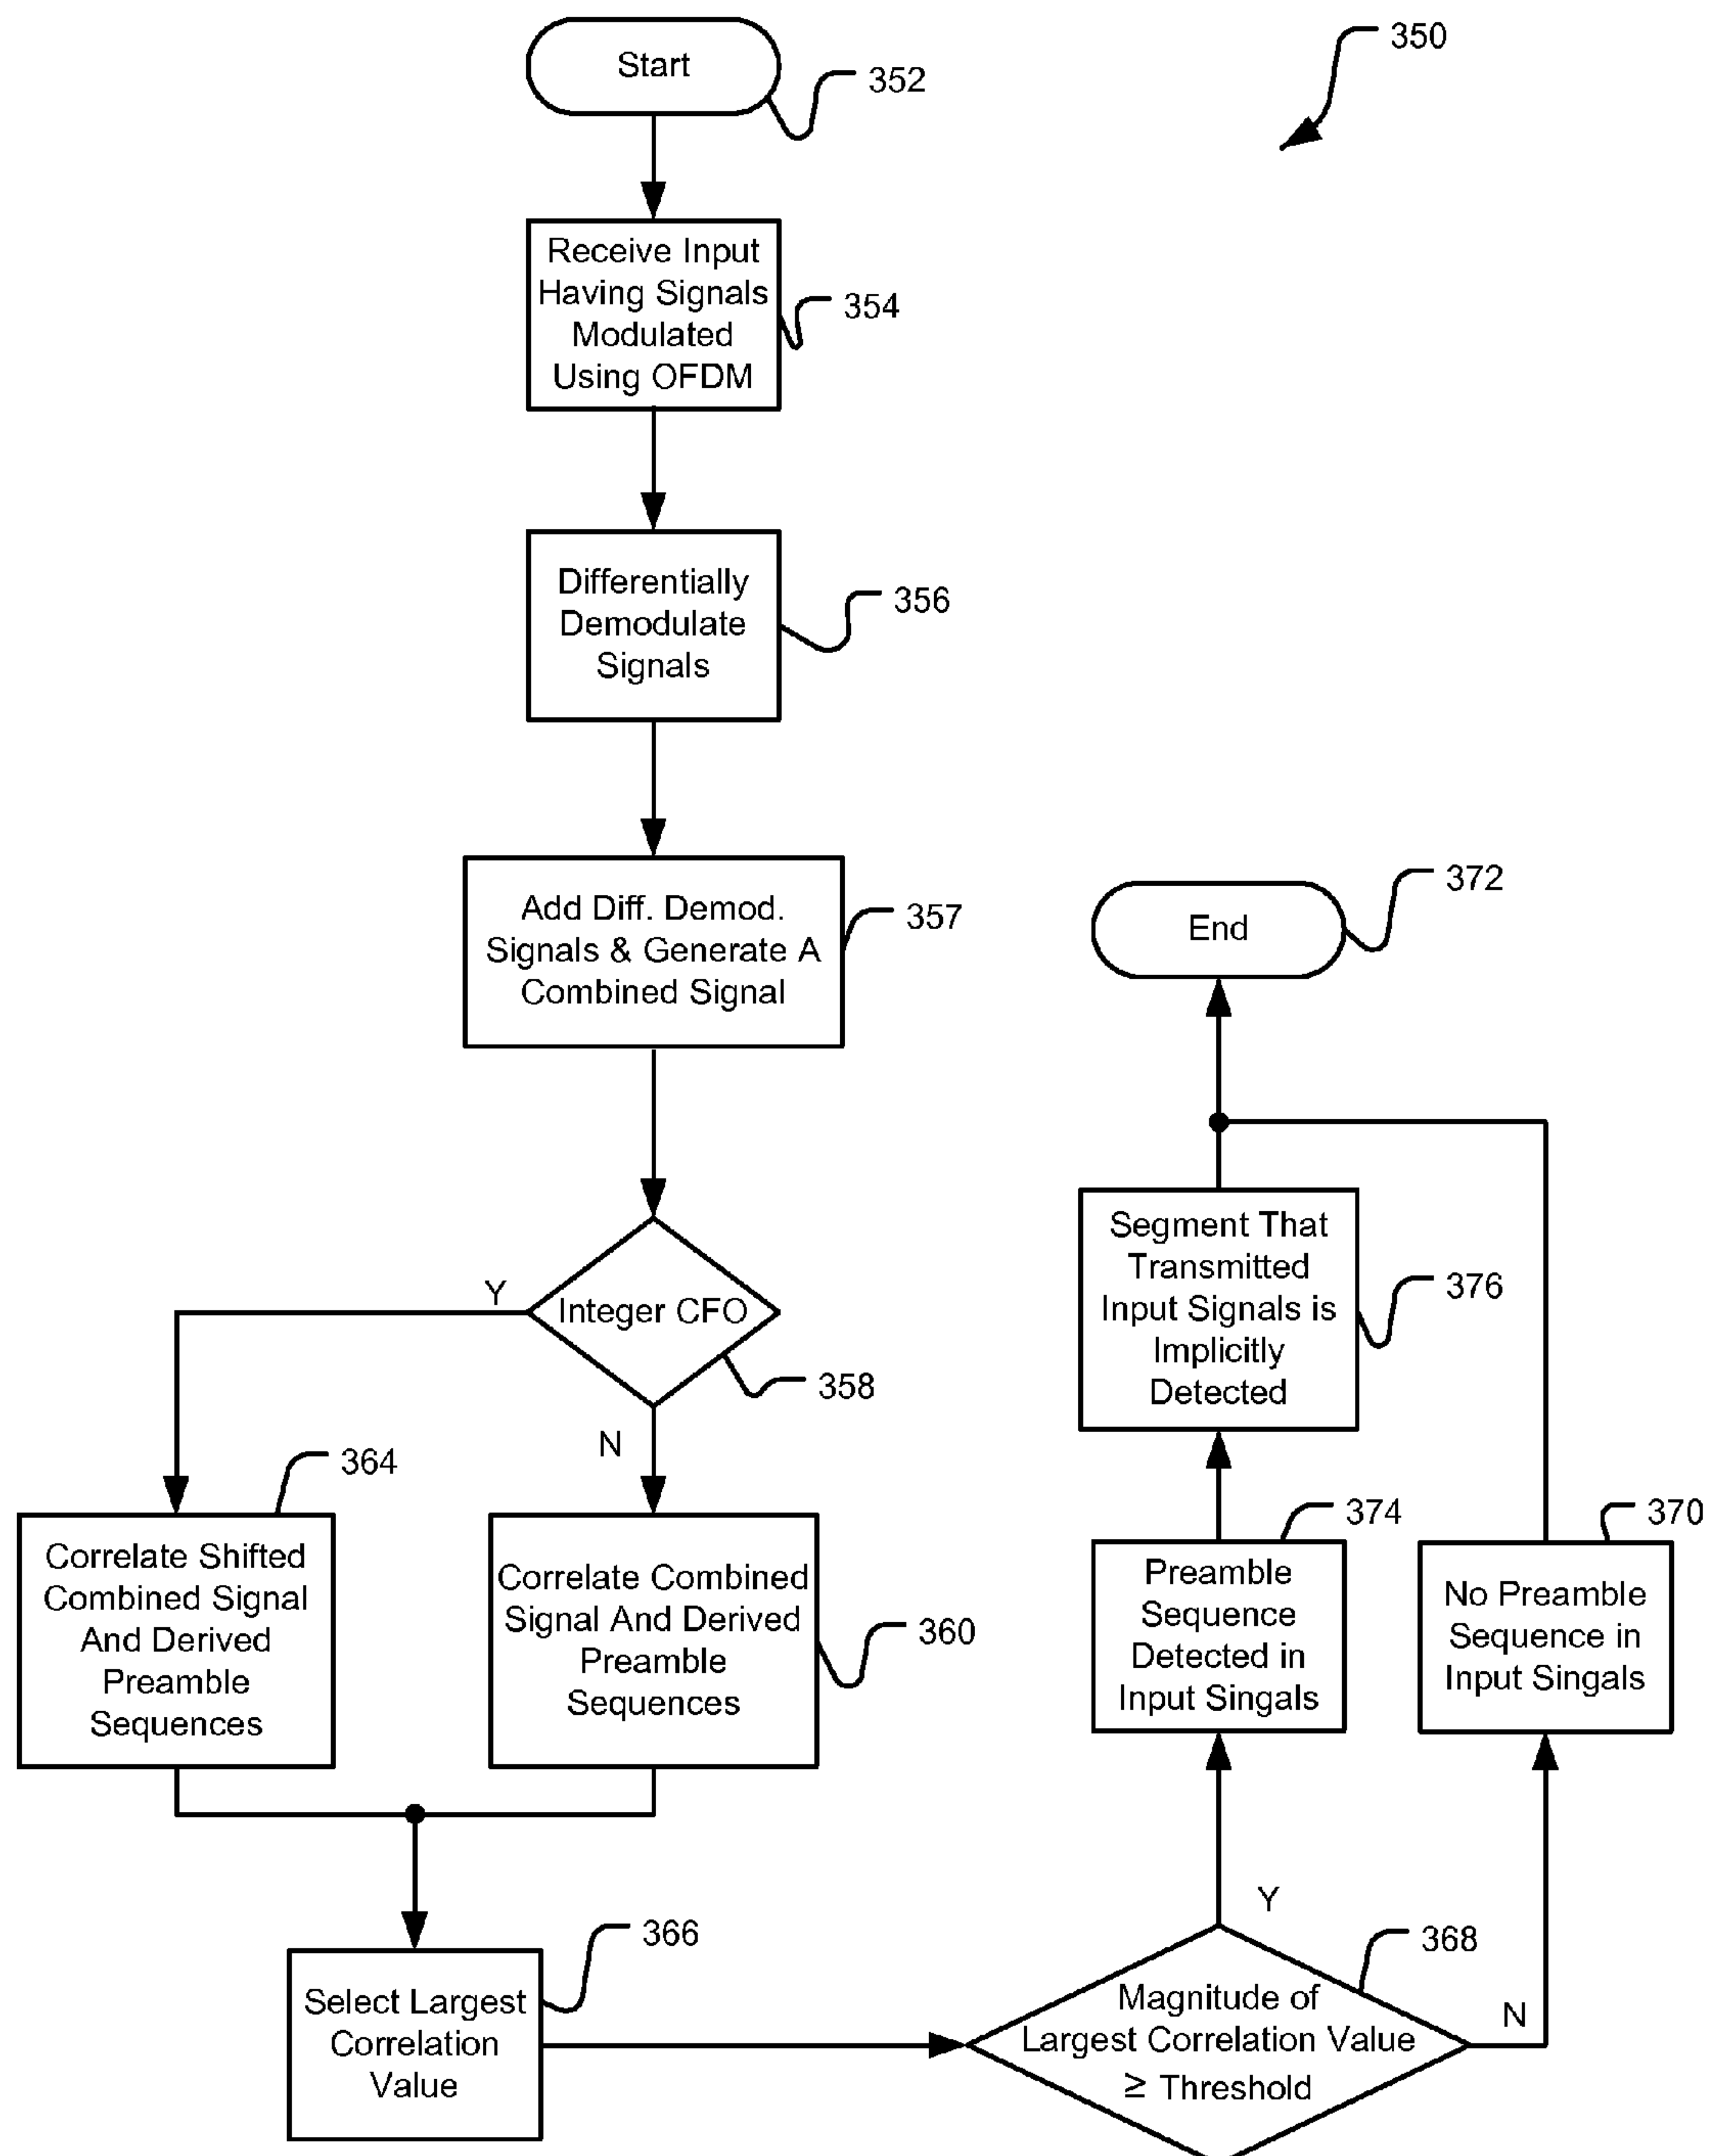 350
Start
352
Receive Input
Having Signals
Modulated
Using OFDM
354
Differentially
Demodulate
Signals
356
Add Diff. Demod.
Signals & Generate A
Combined Signal
357
Integer CFO
358
Y
N
Correlate Shifted
Combined Signal
And Derived
Preamble
Sequences
364
Correlate Combined
Signal And Derived
Preamble
Sequences
360
Select Largest
Correlation
Value
366
Magnitude of
Largest Correlation Value
≥ Threshold
368
Y
N
Preamble
Sequence
Detected in
Input Singals
374
No Preamble
Sequence in
Input Singals
370
Segment That
Transmitted
Input Signals is
Implicitly
Detected
376
End
372